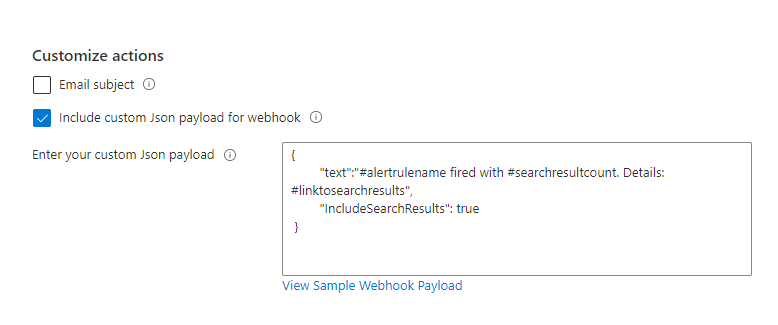 Customize actions
Email subject
Include custom Json payload for webhook
Enter your custom Json payload
{
"text":"#alertrulename fired with #searchresultcount. Details:
#linktosearchresults",
"IncludeSearchResults": true
}
View Sample Webhook Payload